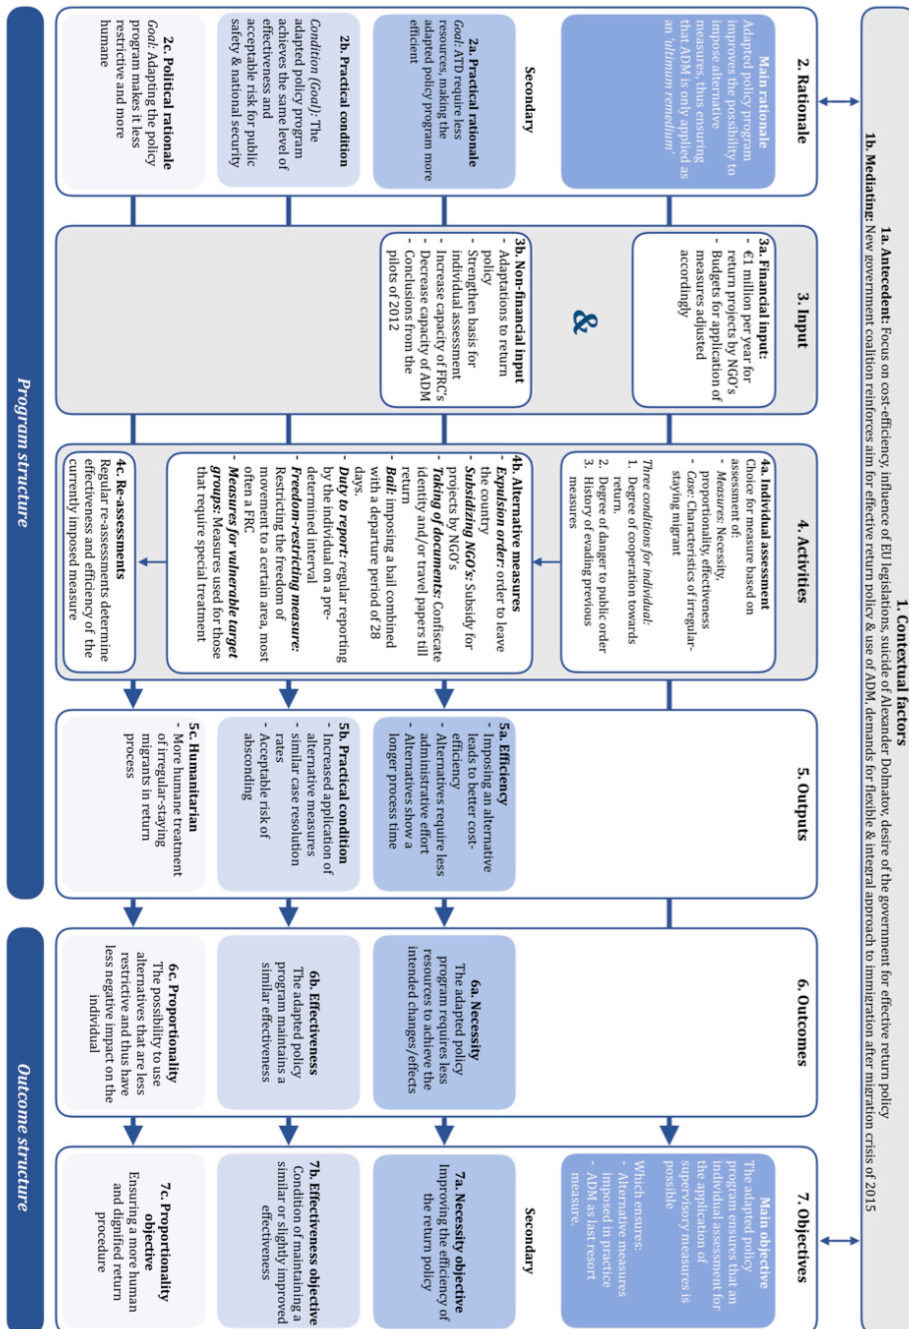 1. Contextual factors
1a. Antecedent: Focus on cost-efficiency, influence of EU legislations, suicide of Alexander Dolmatov, desire of the government for effective return policy
1b. Mediating: New government coalition reinforces aim for effective return policy & use of ADM, demands for flexible & integral approach to immigration after migration crisis of 2015
2. Rationale
Main rationale
Adapted policy program
improves the possibility to
impose alternative
measures, thus ensuring
that ADM is only applied as
an 'ultimum remedium'
Secondary
2a. Practical rationale
Goal: ATD require less
resources, making the
adapted policy program more
efficient
2b. Practical condition
Condition (Goal): The
adapted policy program
achieves the same level of
effectiveness and
acceptable risk for public
safety & national security
2c. Political rationale
Goal: Adapting the policy
program makes it less
restrictive and more
humane
3. Input
3a. Financial input:
- €1 million per year for
return projects by NGO's
- Budgets for application of
measures adjusted
accordingly
&
3b. Non-financial input
- Adaptations to return
policy
- Strengthen basis for
individual assessment
- Increase capacity of FRC's
- Decrease capacity of ADM
- Conclusions from the
pilots of 2012
4. Activities
4a. Individual assessment
Choice for measure based on
assessment of:
- Measures: Necessity,
proportionality, effectiveness
- Case: Characteristics of irregular-
staying migrant
Three conditions for individual:
1. Degree of cooperation towards
return.
2. Degree of danger to public order
3. History of evading previous
measures
4b. Alternative measures
- Expulsion order: order to leave
the country
- Subsidizing NGO's: Subsidy for
projects by NGO's
- Taking of documents: Confiscate
identity and/or travel papers till
return
- Bail: imposing a bail combined
with a departure period of 28
days.
- Duty to report: regular reporting
by the individual on a pre-
determined interval
- Freedom-restricting measure:
Restricting the freedom of
movement to a certain area, most
often a FRC
- Measures for vulnerable target
groups: Measures used for those
that require special treatment
4c. Re-assessments
Regular re-assessments determine
effectiveness and efficiency of the
currently imposed measure
5. Outputs
5a. Efficiency
- Imposing an alternative
leads to better cost-
efficiency
- Alternatives require less
administrative effort
- Alternatives show a
longer process time
5b. Practical condition
- Increased application of
alternative measures
- similar case resolution
rates
- Acceptable risk of
absconding
5c. Humanitarian
- More humane treatment
of irregular-staying
migrants in return
process
6. Outcomes
6a. Necessity
The adapted policy
program requires less
resources to achieve the
intended changes/effects
6b. Effectiveness
The adapted policy
program maintains a
similar effectiveness
6c. Proportionality
The possibility to use
alternatives that are less
restrictive and thus have
less negative impact on the
individual
7. Objectives
Main objective
The adapted policy
program ensures that an
individual assessment for
the application of
supervisory measures is
possible
Which ensures:
- Alternative measures
imposed in practice
- ADM as last resort
measure.
Secondary
7a. Necessity objective
Improving the efficiency of
the return policy
7b. Effectiveness objective
Condition of maintaining a
similar or slightly improved
effectiveness
7c. Proportionality
objective
Ensuring a more human
and dignified return
procedure
Program structure
Outcome structure